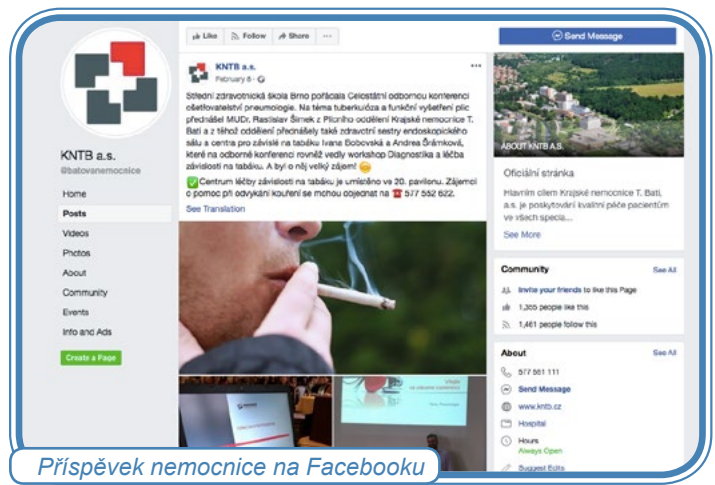 Like
Follow
Share
Send Message
KNTB a.s.
February 8
Střední zdravotnická škola Brno pořádala Celostátní odbornou konferenci
ošetřovatelství pneumologie. Na téma tuberkulóza a funkční vyšetření plic
přednášel MUDr. Rastislav Šimek z Plicního oddělení Krajské nemocnice T.
Bati a z téhož oddělení přednášely také zdravotní sestry endoskopického
sálu a centra pro závislé na tabáku Ivana Bobovská a Andrea Šrámková,
které na odborné konferenci rovněž vedly workshop Diagnostika a léčba
závislosti na tabáku. A byl o něj velký zájem!
Centrum léčby závislosti na tabáku je umístěno ve 20. pavilonu. Zájemci
o pomoc při odvykání kouření se mohou objednat na 577 552 622.
See Translation
KNTB a.s.
@batovanemocnice
Home
Posts
Videos
Photos
About
Community
Events
Info and Ads
Create a Page
ABOUT KNTB A.S.
Oficiální stránka
Hlavním cílem Krajské nemocnice T. Bati,
a.s. je poskytování kvalitní péče pacientům
ve všech specia...
See More
Community See All
Invite your friends to like this Page
1,355 people like this
1,461 people follow this
About See All
577 551 111
Send Message
www.kntb.cz
Hospital
Hours
Always Open
Suggest Edits
Příspěvek nemocnice na Facebooku